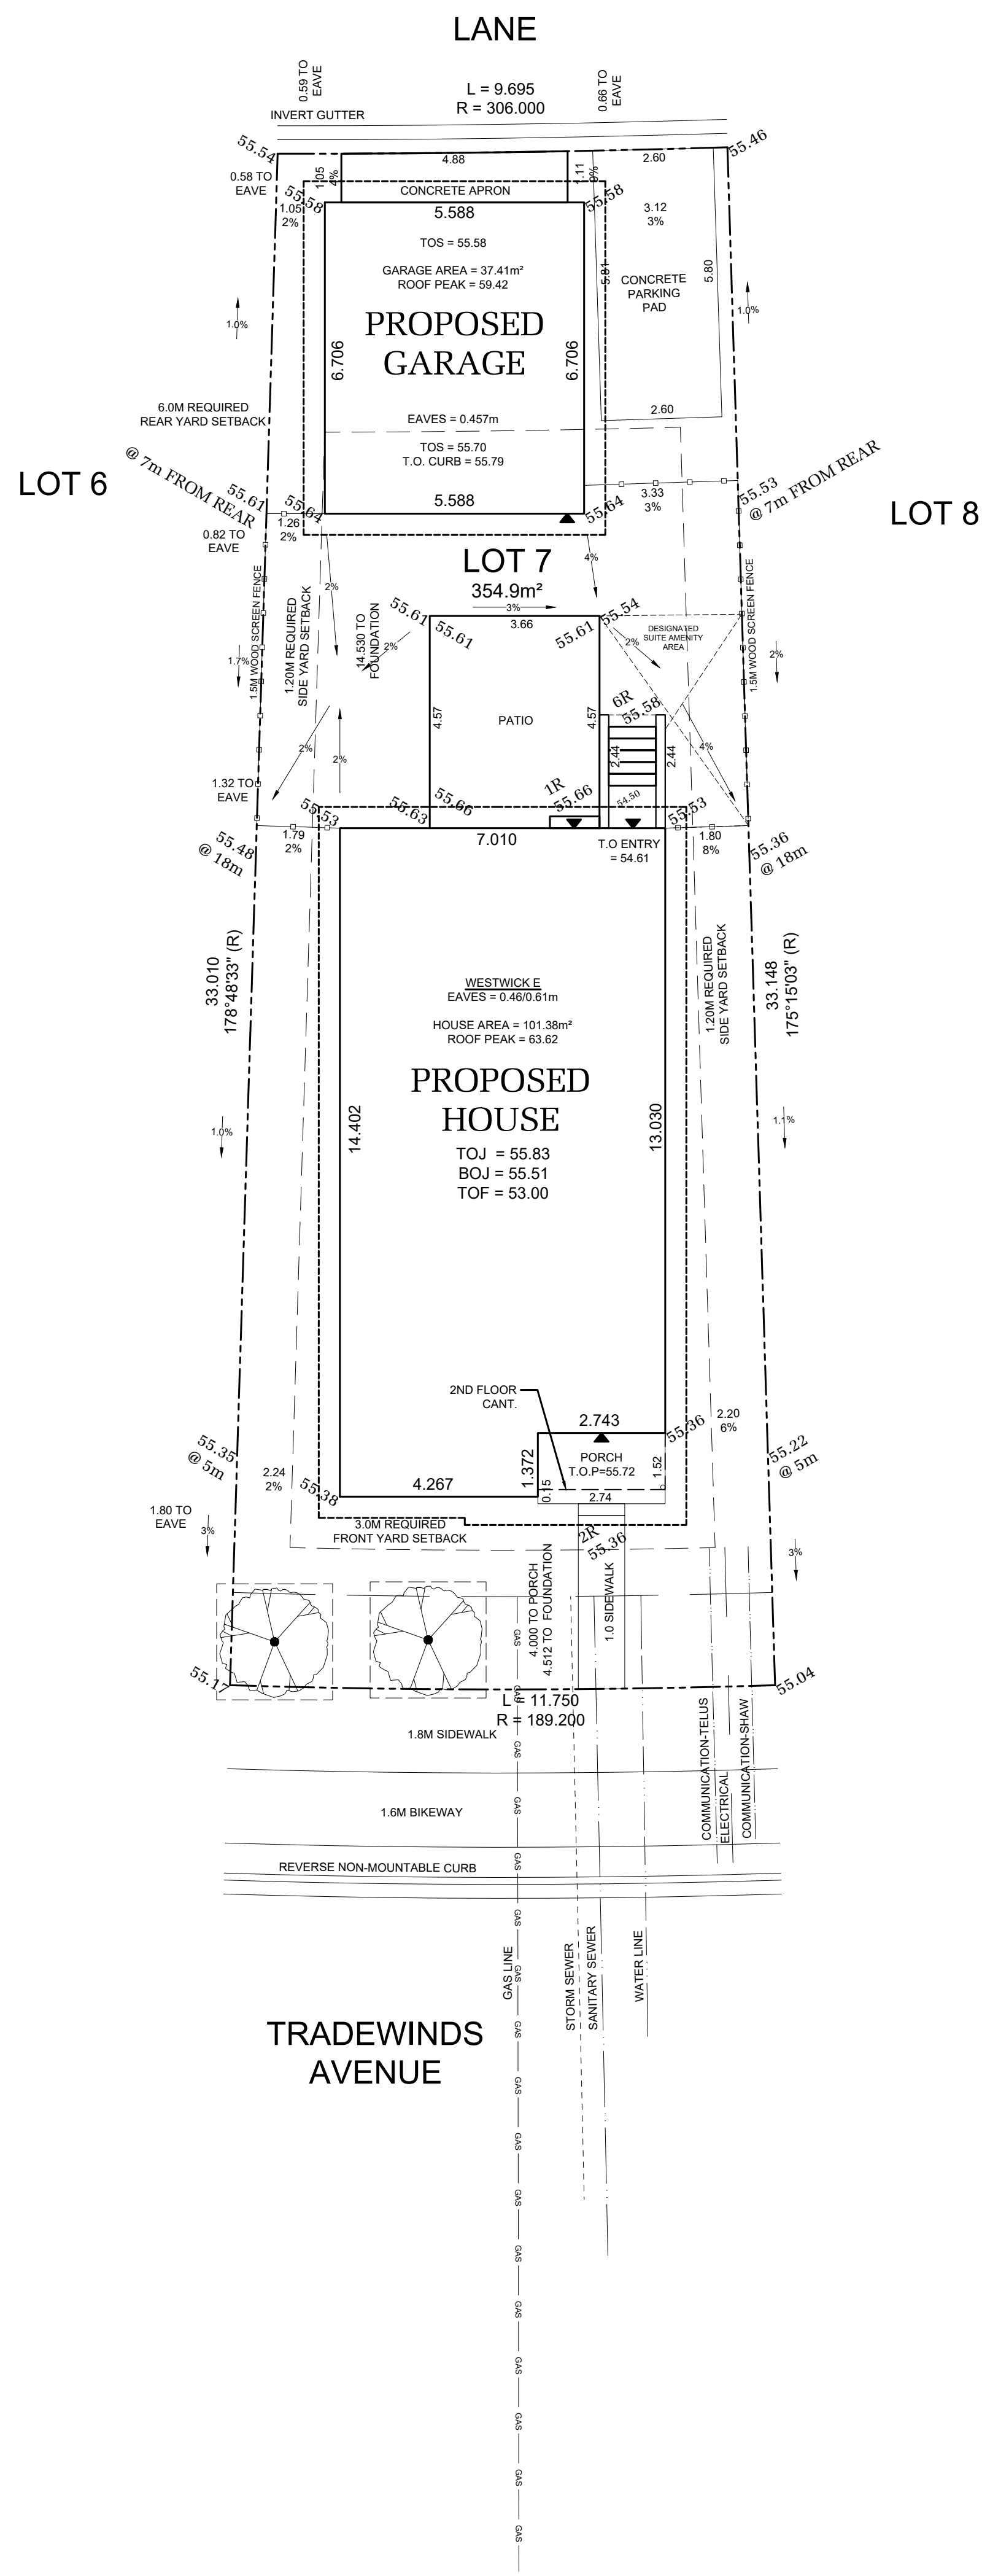 LANE
0.59 TO
EAVE
L = 9.695
R = 306.000
0.66 TO
EAVE
INVERT GUTTER
55.54
55.46
4.88
2.60
0.58 TO
EAVE
1.05
4%
CONCRETE APRON
1.11
9%
55.58
55.58
1.05
2%
5.588
3.12
3%
TOS = 55.58
GARAGE AREA = 37.41m²
ROOF PEAK = 59.42
5.81
CONCRETE
PARKING
PAD
5.80
1.0%
1.0%
PROPOSED
GARAGE
6.706
6.706
6.0M REQUIRED
REAR YARD SETBACK
EAVES = 0.457m
2.60
TOS = 55.70
T.O. CURB = 55.79
@ 7m FROM REAR
55.61
LOT 6
55.64
5.588
55.64
3.33
3%
55.53
@ 7m FROM REAR
LOT 8
1.26
2%
0.82 TO
EAVE
LOT 7
354.9m²
3%
4%
2%
1.5M WOOD SCREEN FENCE
1.20M REQUIRED
SIDE YARD SETBACK
14.530 TO
FOUNDATION
55.61
55.61
2%
3.66
55.61
55.54
2%
DESIGNATED
SUITE AMENITY
AREA
1.5M WOOD SCREEN FENCE
1.7%
2%
4.57
PATIO
4.57
6R
55.58
2.44
2.44
4%
2%
2%
1.32 TO
EAVE
1R
55.66
54.50
55.53
55.63
55.66
55.53
1.79
2%
7.010
T.O ENTRY
= 54.61
1.80
8%
55.48
@ 18m
55.36
@ 18m
33.010
178°48'33" (R)
1.20M REQUIRED
SIDE YARD SETBACK
33.148
175°15'03" (R)
WESTWICK E
EAVES = 0.46/0.61m
HOUSE AREA = 101.38m²
ROOF PEAK = 63.62
PROPOSED
HOUSE
14.402
13.030
1.0%
1.1%
TOJ = 55.83
BOJ = 55.51
TOF = 53.00
2ND FLOOR
CANT.
2.743
55.36
2.20
6%
55.35
@ 5m
55.22
@ 5m
PORCH
T.O.P=55.72
1.372
1.52
2.24
2%
55.38
4.267
0.15
2.74
1.80 TO
EAVE
3%
3.0M REQUIRED
FRONT YARD SETBACK
2R
55.36
3%
4.000 TO PORCH
4.512 TO FOUNDATION
1.0 SIDEWALK
GAS
55.17
GAS
55.04
L = 11.750
R = 189.200
1.8M SIDEWALK
GAS
COMMUNICATION-TELUS
ELECTRICAL
COMMUNICATION-SHAW
GAS
1.6M BIKEWAY
GAS
REVERSE NON-MOUNTABLE CURB
GAS
GAS LINE
GAS
STORM SEWER
SANITARY SEWER
WATER LINE
TRADEWINDS
AVENUE
GAS
GAS
GAS
GAS
GAS
GAS
GAS
GAS
GAS
GAS